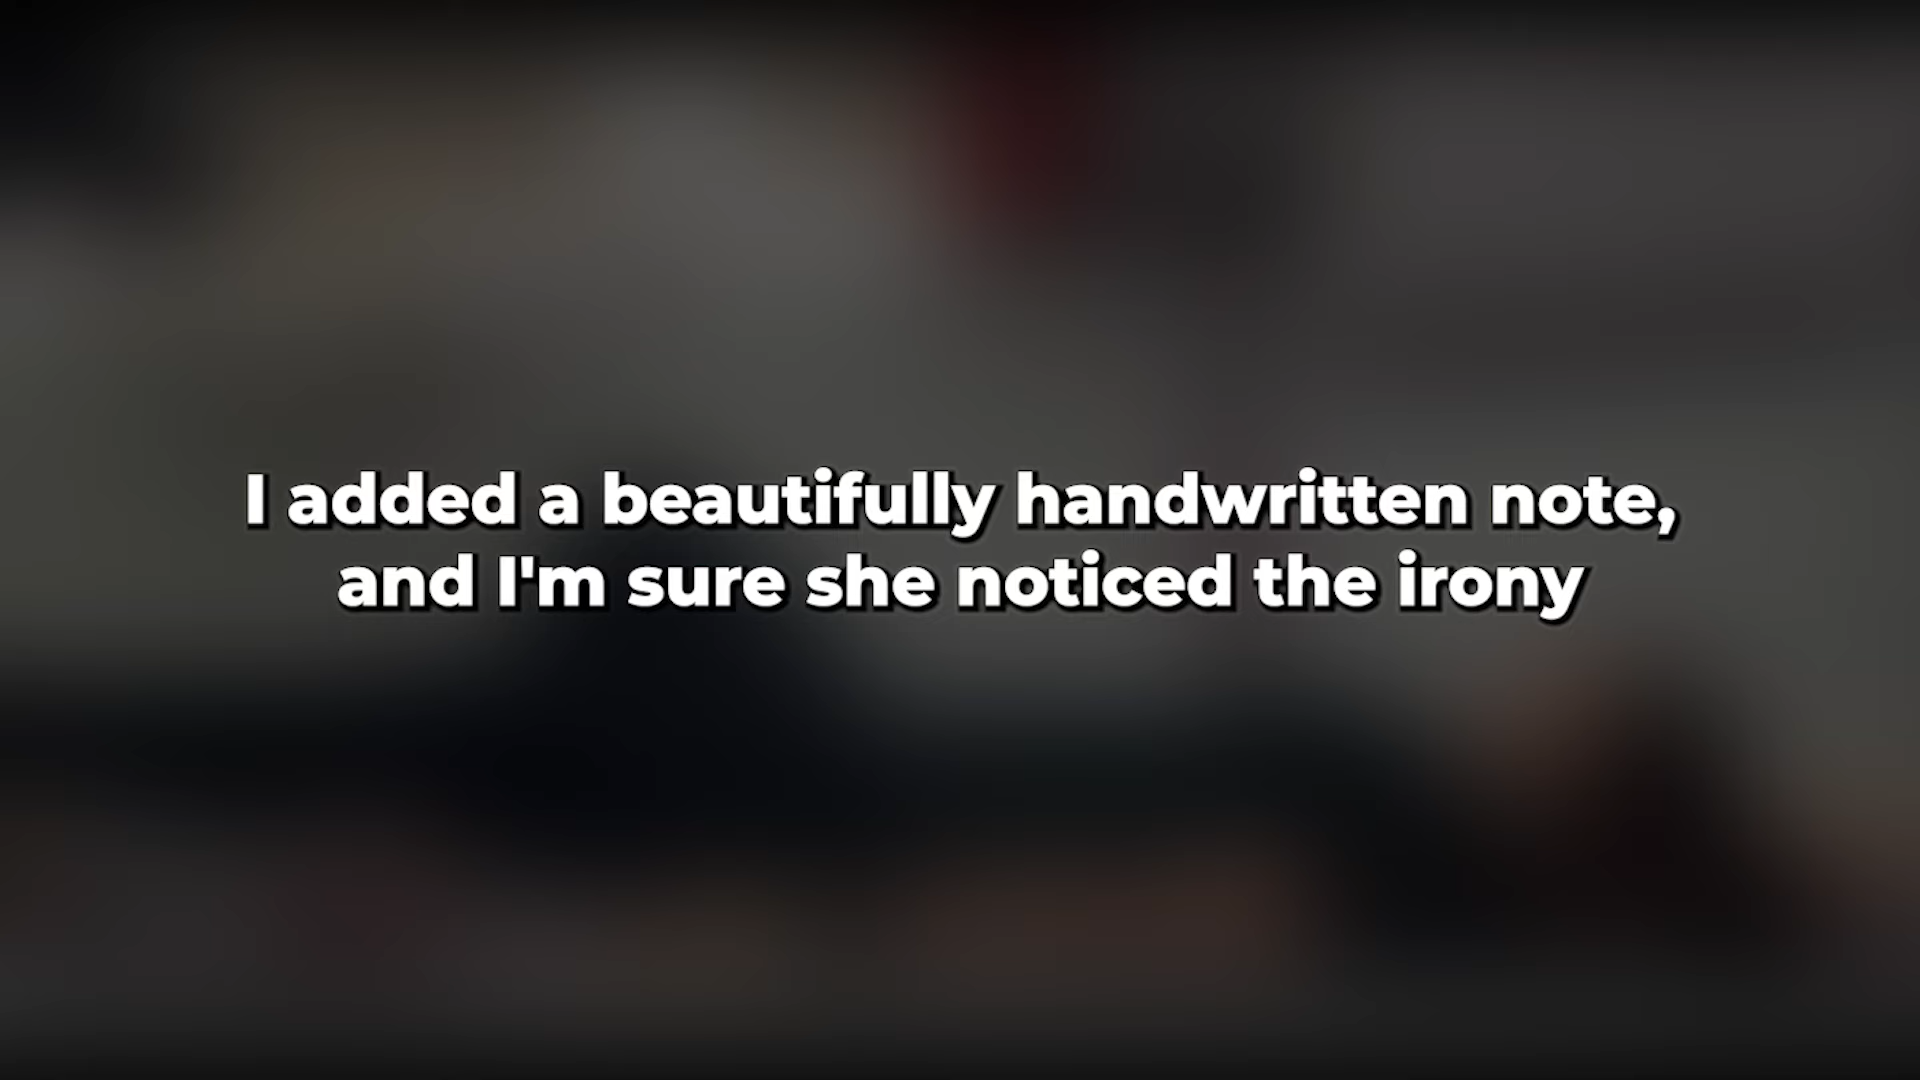 I added a beautifully handwritten note,
and I'm sure she noticed the irony